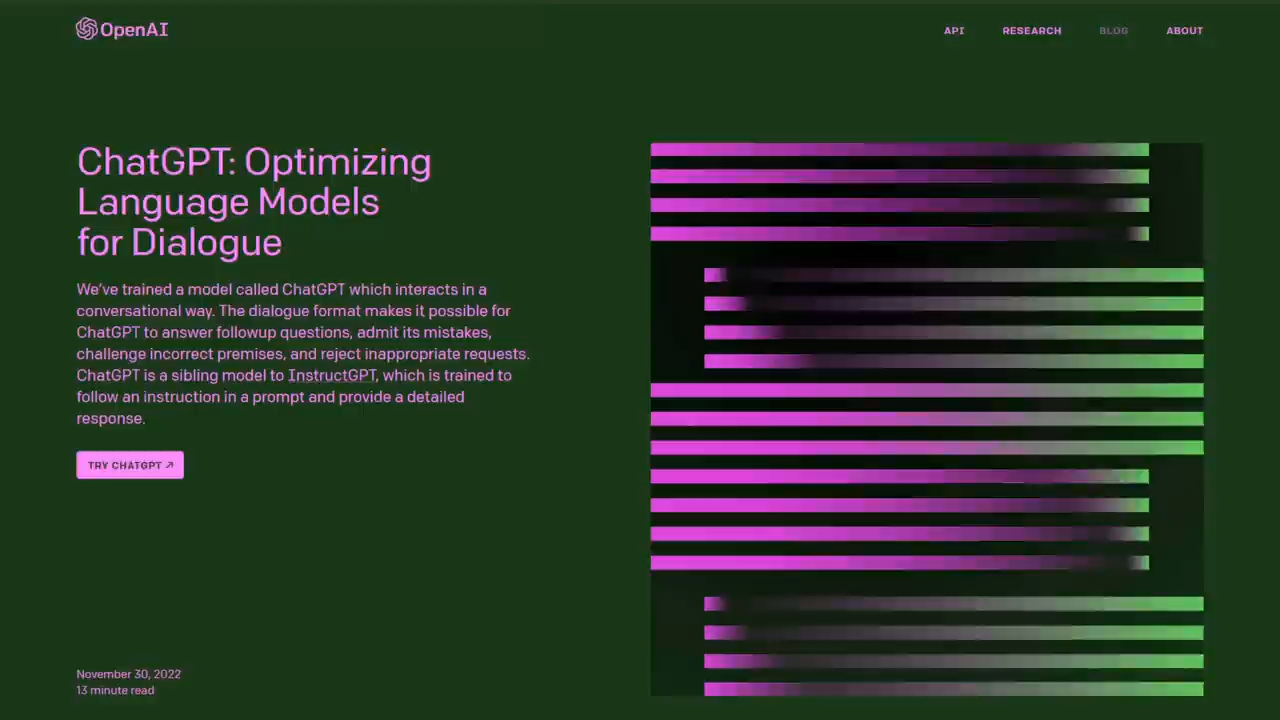 OpenAI
API RESEARCH BLOG ABOUT
ChatGPT: Optimizing
Language Models
for Dialogue
We've trained a model called ChatGPT which interacts in a
conversational way. The dialogue format makes it possible for
ChatGPT to answer followup questions, admit its mistakes,
challenge incorrect premises, and reject inappropriate requests.
ChatGPT is a sibling model to InstructGPT, which is trained to
follow an instruction in a prompt and provide a detailed
response.
TRY CHATGPT ↗
November 30, 2022
13 minute read